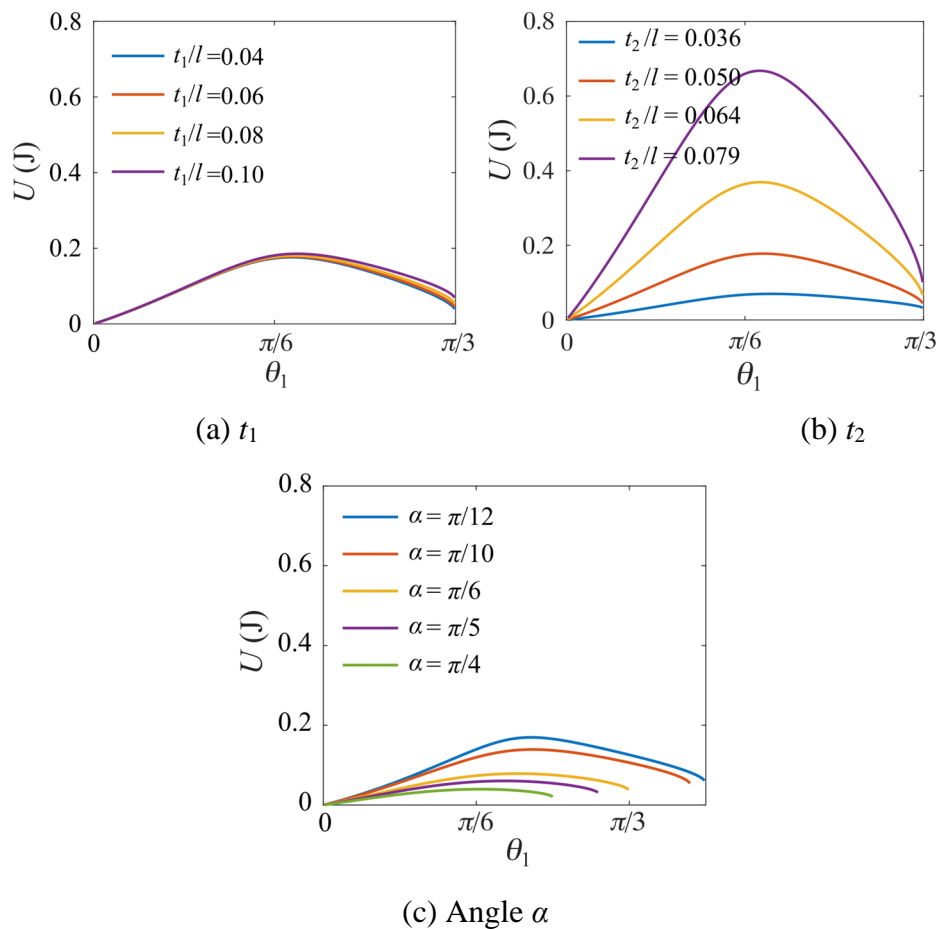 0.8
0.6
0.4
0.2
0
U (J)
t₁/l =0.04
t₁/l=0.06
t₁/l=0.08
t₁/l=0.10
0
π/6
π/3
θ₁
(a) t₁
0.8
0.6
0.4
0.2
0
U (J)
t₂/l = 0.036
t₂/l = 0.050
t₂/l = 0.064
t₂/l = 0.079
0
π/6
π/3
θ₁
(b) t₂
0.8
0.6
0.4
0.2
0
U (J)
α = π/12
α = π/10
α = π/6
α = π/5
α = π/4
0
π/6
π/3
θ₁
(c) Angle α